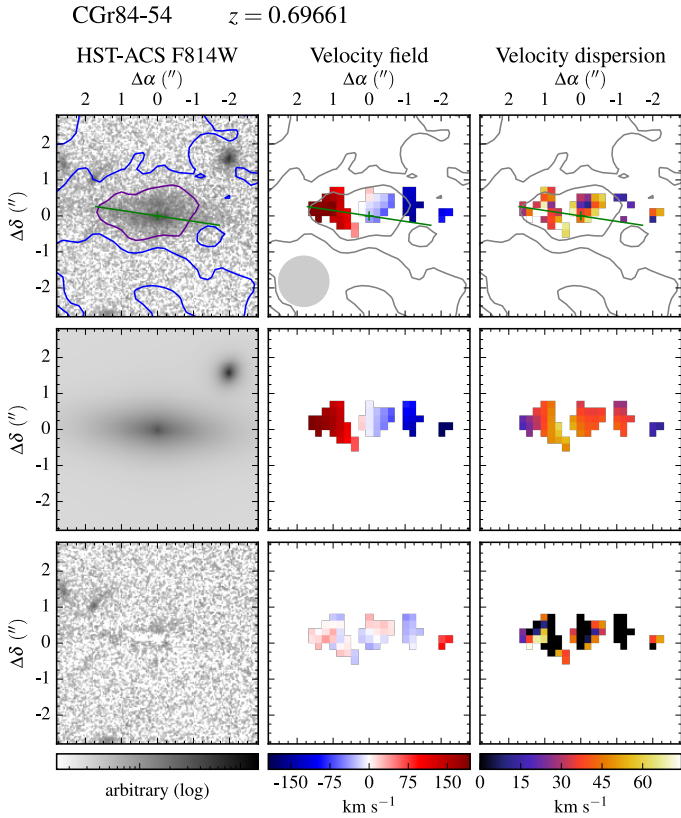 CGr84-54 z = 0.69661
HST-ACS F814W Velocity field Velocity dispersion
Δα (′′) Δα (′′) Δα (′′)
2 1 0 -1 -2 2 1 0 -1 -2 2 1 0 -1 -2
Δδ (′′)
2
1
0
-1
-2
Δδ (′′)
2
1
0
-1
-2
Δδ (′′)
2
1
0
-1
-2
arbitrary (log)
-150 -75 0 75 150
km s⁻¹
0 15 30 45 60
km s⁻¹